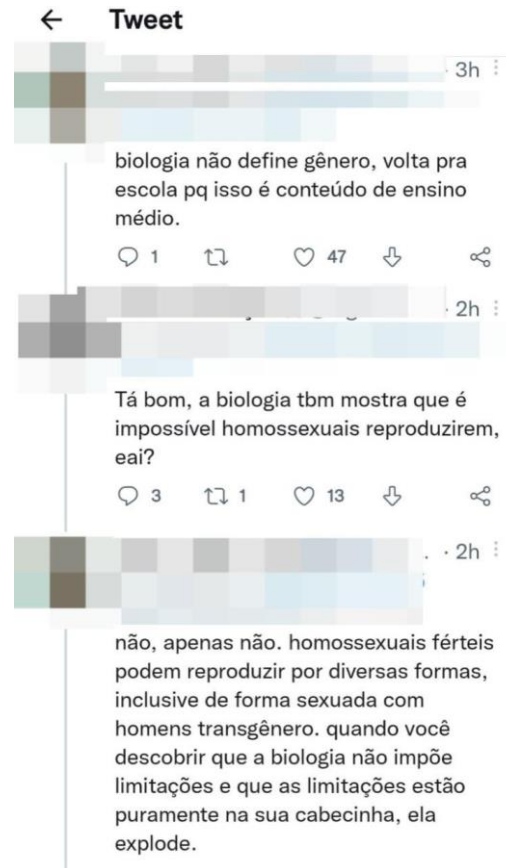 Tweet
3h
biologia não define gênero, volta pra
escola pq isso é conteúdo de ensino
médio.
1 47
2h
Tá bom, a biologia tbm mostra que é
impossível homossexuais reproduzirem,
eai?
3 1 13
· 2h
não, apenas não. homossexuais férteis
podem reproduzir por diversas formas,
inclusive de forma sexuada com
homens transgênero. quando você
descobrir que a biologia não impõe
limitações e que as limitações estão
puramente na sua cabecinha, ela
explode.